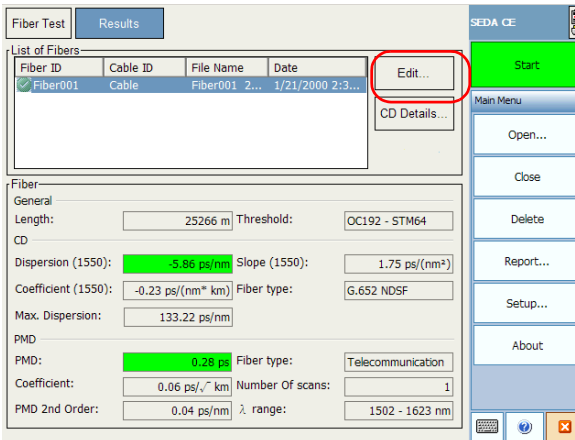 Fiber Test Results SEDA CE
List of Fibers
Fiber ID Cable ID File Name Date
Fiber001 Cable Fiber001 2... 1/21/2000 2:3...
Edit...
CD Details...
Fiber
General
Length: 25266 m Threshold: OC192 - STM64
CD
Dispersion (1550): -5.86 ps/nm Slope (1550): 1.75 ps/(nm²)
Coefficient (1550): -0.23 ps/(nm* km) Fiber type: G.652 NDSF
Max. Dispersion: 133.22 ps/nm
PMD
PMD: 0.28 ps Fiber type: Telecommunication
Coefficient: 0.06 ps/√ km Number Of scans: 1
PMD 2nd Order: 0.04 ps/nm λ range: 1502 - 1623 nm
Start
Main Menu
Open...
Close
Delete
Report...
Setup...
About